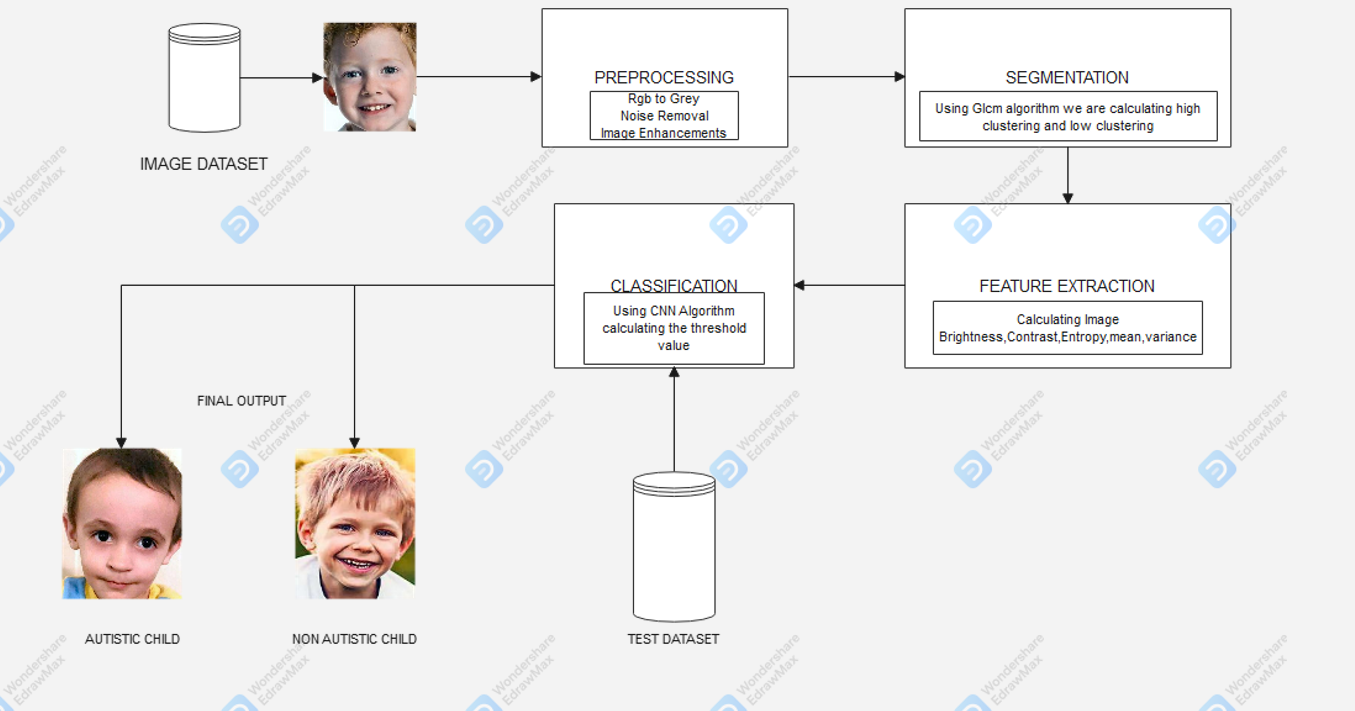 IMAGE DATASET
PREPROCESSING
Rgb to Grey
Noise Removal
Image Enhancements
SEGMENTATION
Using Glcm algorithm we are calculating high
clustering and low clustering
FEATURE EXTRACTION
Calculating Image
Brightness,Contrast,Entropy,mean,variance
CLASSIFICATION
Using CNN Algorithm
calculating the threshold
value
FINAL OUTPUT
AUTISTIC CHILD
NON AUTISTIC CHILD
TEST DATASET
Wondershare
EdrawMax